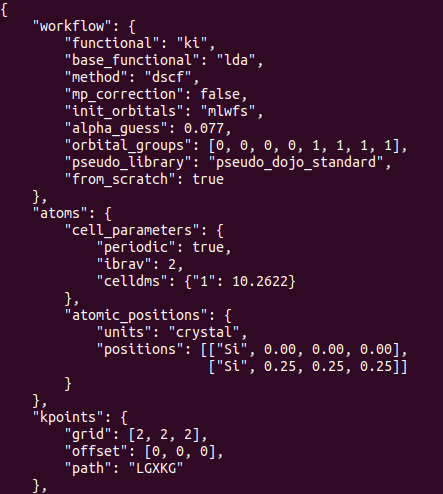 {
    "workflow": {
        "functional": "ki",
        "base_functional": "lda",
        "method": "dscf",
        "mp_correction": false,
        "init_orbitals": "mlwfs",
        "alpha_guess": 0.077,
        "orbital_groups": [0, 0, 0, 0, 1, 1, 1, 1],
        "pseudo_library": "pseudo_dojo_standard",
        "from_scratch": true
    },
    "atoms": {
        "cell_parameters": {
            "periodic": true,
            "ibrav": 2,
            "celldms": {"1": 10.2622}
        },
        "atomic_positions": {
            "units": "crystal",
            "positions": [["Si", 0.00, 0.00, 0.00],
                          ["Si", 0.25, 0.25, 0.25]]
        }
    },
    "kpoints": {
        "grid": [2, 2, 2],
        "offset": [0, 0, 0],
        "path": "LGXKG"
    },